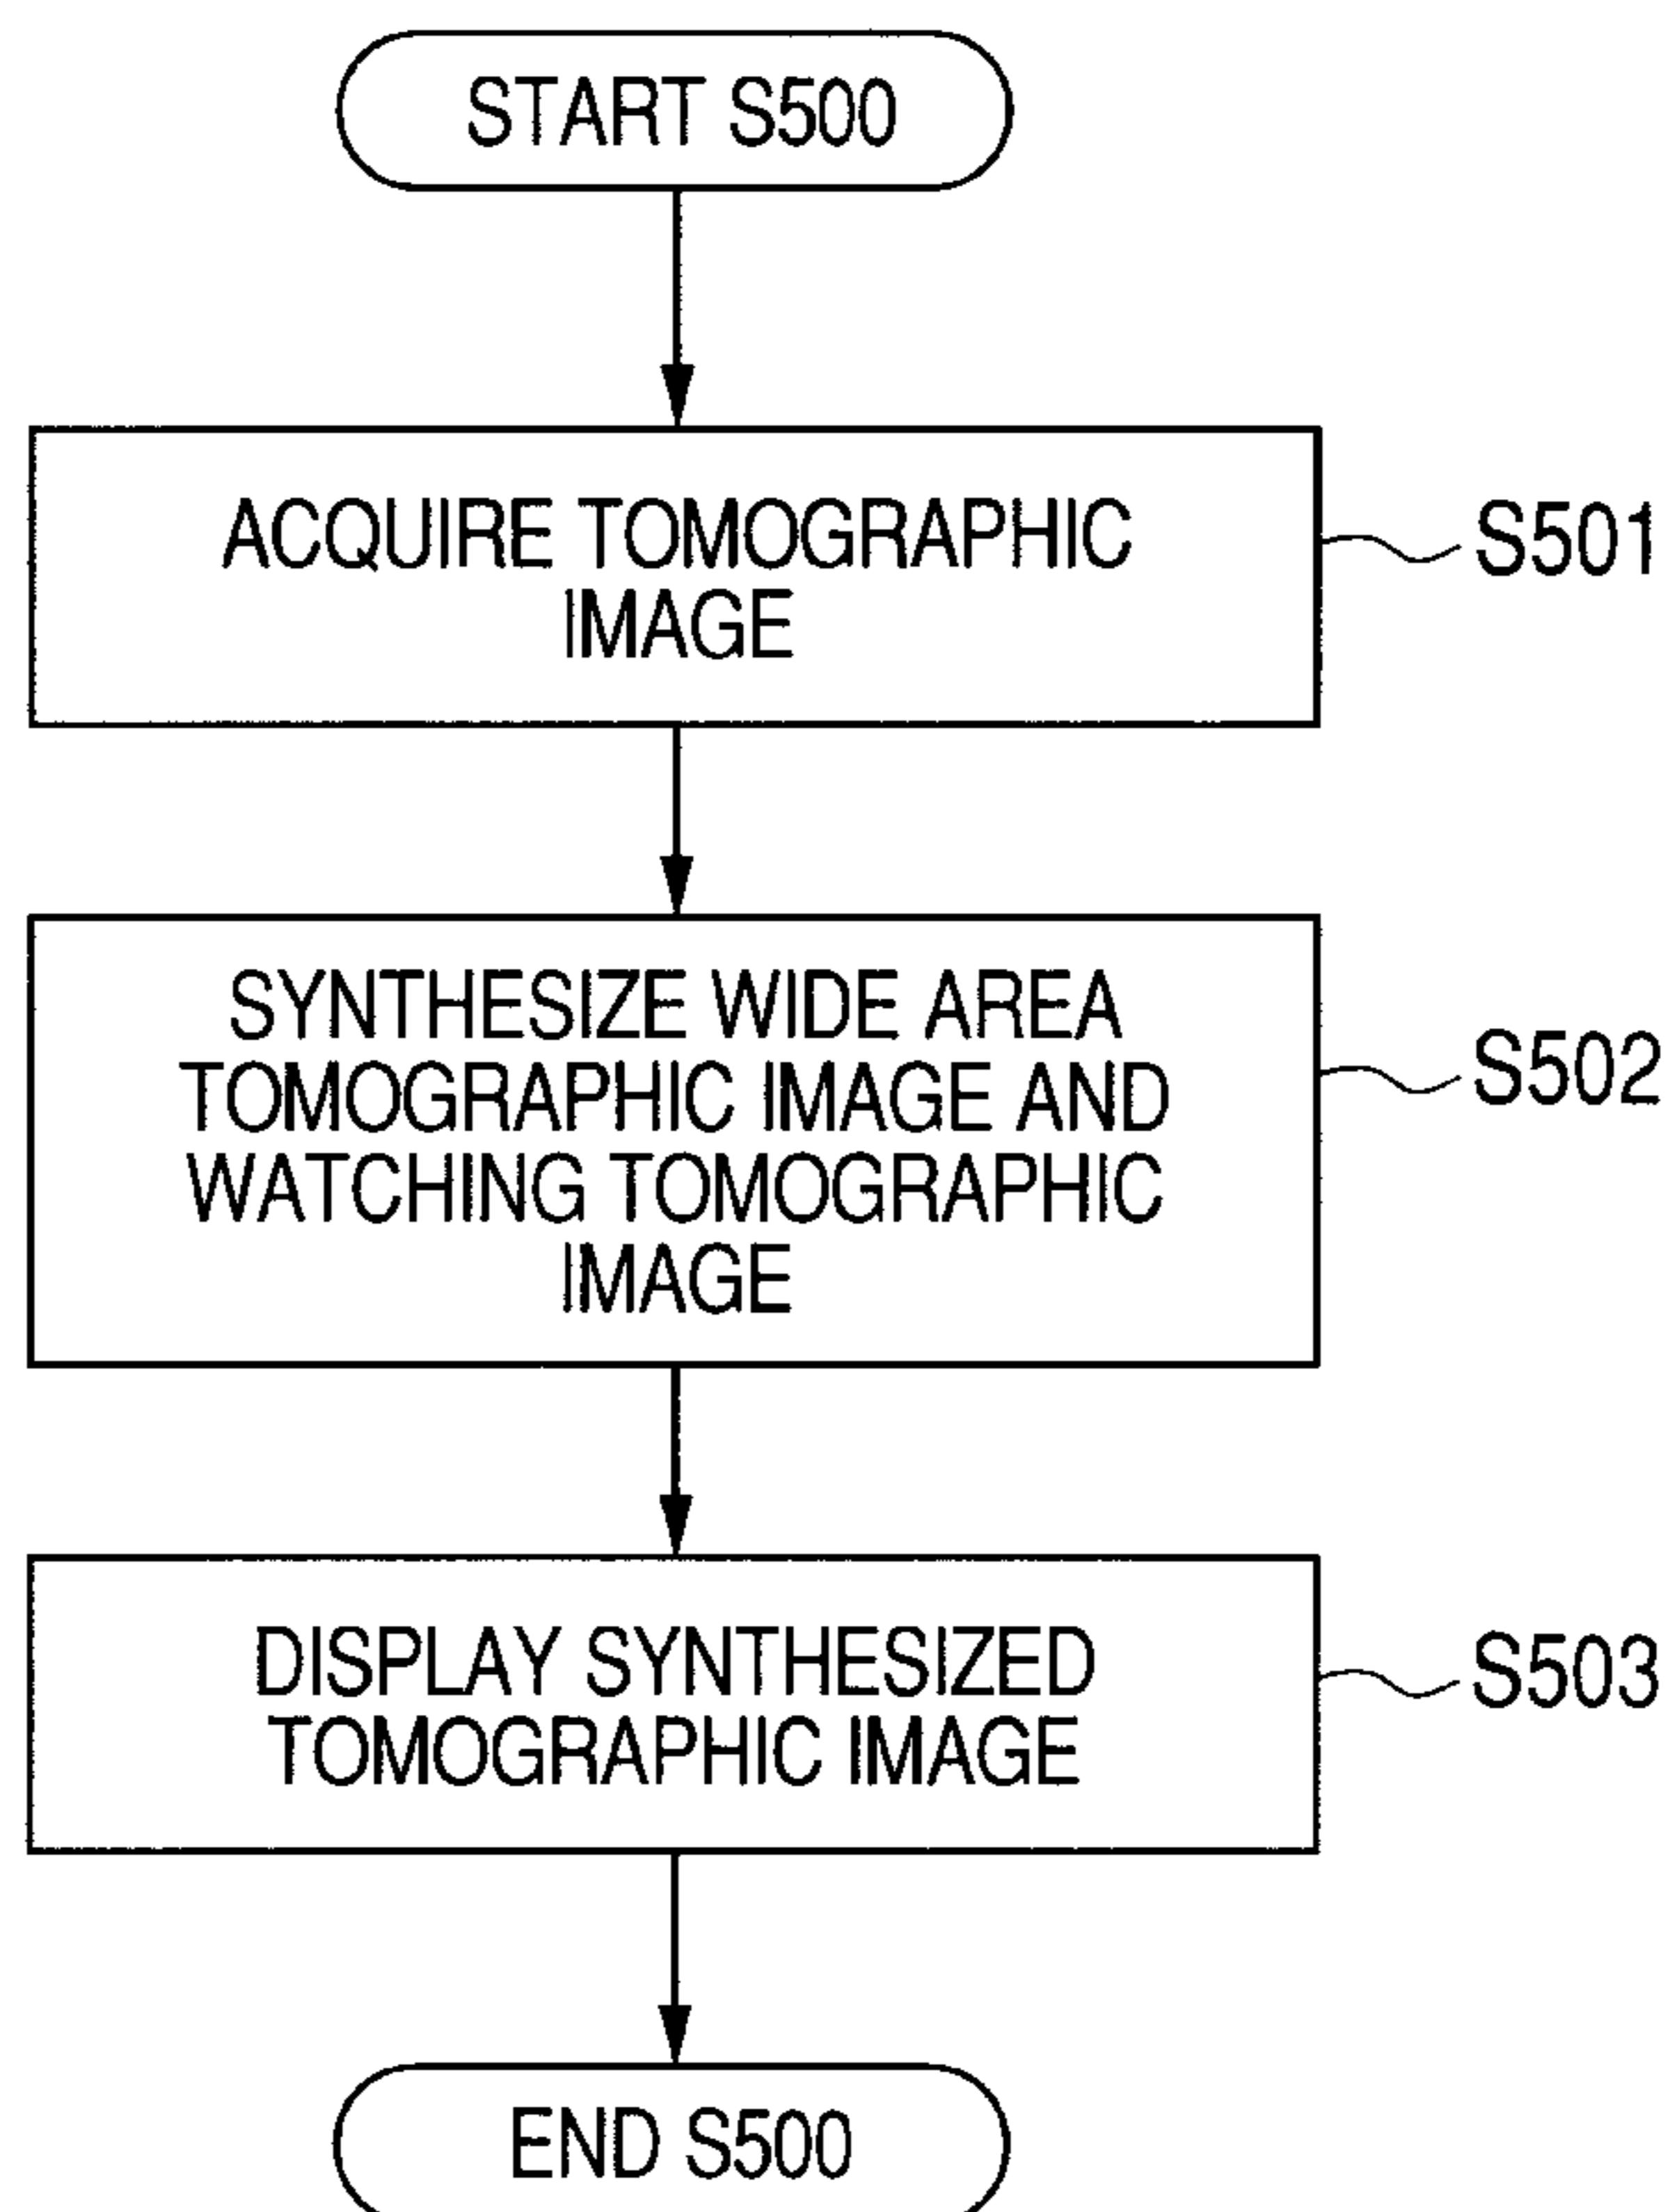 START S500
ACQUIRE TOMOGRAPHIC
IMAGE
S501
SYNTHESIZE WIDE AREA
TOMOGRAPHIC IMAGE AND
WATCHING TOMOGRAPHIC
IMAGE
S502
DISPLAY SYNTHESIZED
TOMOGRAPHIC IMAGE
S503
END S500